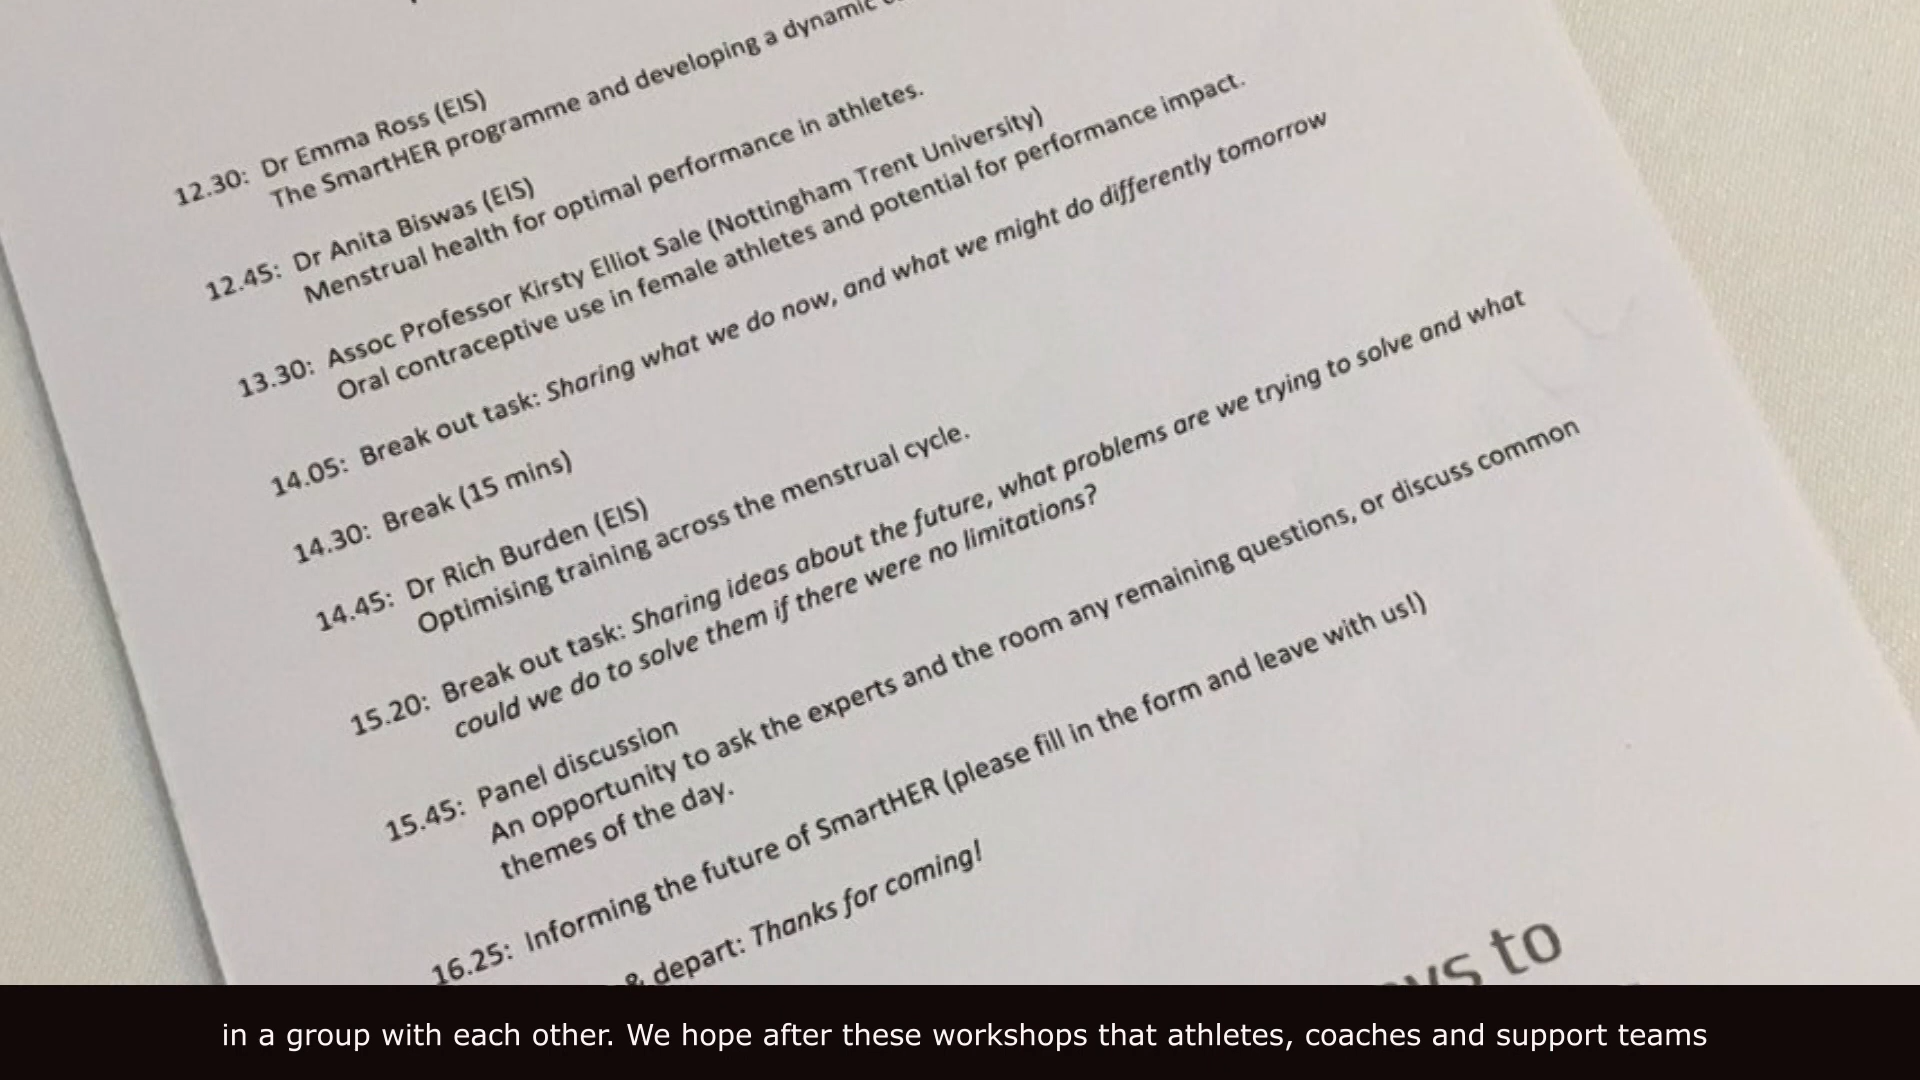 12.30: Dr Emma Ross (EIS)
The SmartHER programme and developing a dynamic
12.45: Dr Anita Biswas (EIS)
Menstrual health for optimal performance in athletes.
13.30: Assoc Professor Kirsty Elliot Sale (Nottingham Trent University)
Oral contraceptive use in female athletes and potential for performance impact.
14.05: Break out task: Sharing what we do now, and what we might do differently tomorrow
14.30: Break (15 mins)
14.45: Dr Rich Burden (EIS)
Optimising training across the menstrual cycle.
15.20: Break out task: Sharing ideas about the future, what problems are we trying to solve and what
could we do to solve them if there were no limitations?
15.45: Panel discussion
An opportunity to ask the experts and the room any remaining questions, or discuss common
themes of the day.
16.25: Informing the future of SmartHER (please fill in the form and leave with us!)
& depart: Thanks for coming!
to
in a group with each other. We hope after these workshops that athletes, coaches and support teams